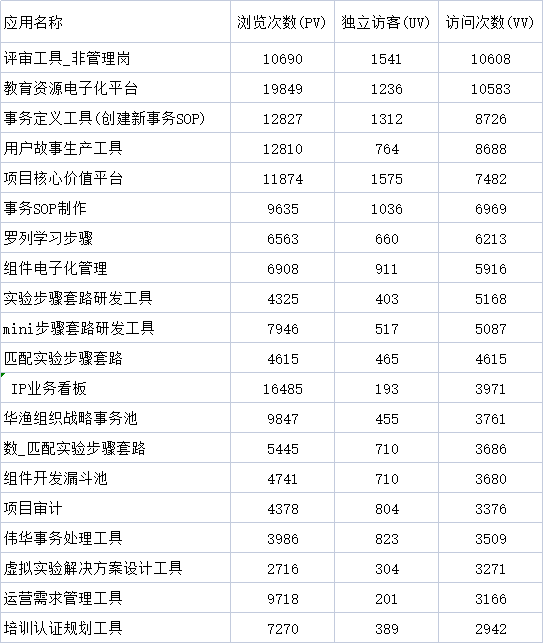 应用名称 浏览次数(PV) 独立访客(UV) 访问次数(VV)
评审工具_非管理岗 10690 1541 10608
教育资源电子化平台 19849 1236 10583
事务定义工具(创建新事务SOP) 12827 1312 8726
用户故事生产工具 12810 764 8688
项目核心价值平台 11874 1575 7482
事务SOP制作 9635 1036 6969
罗列学习步骤 6563 660 6213
组件电子化管理 6908 911 5916
实验步骤套路研发工具 4325 403 5168
mini步骤套路研发工具 7946 517 5087
匹配实验步骤套路 4615 465 4615
IP业务看板 16485 193 3971
华渔组织战略事务池 9847 455 3761
数_匹配实验步骤套路 5445 710 3686
组件开发漏斗池 4741 710 3680
项目审计 4378 804 3376
伟华事务处理工具 3986 823 3509
虚拟实验解决方案设计工具 2716 304 3271
运营需求管理工具 9718 201 3166
培训认证规划工具 7270 389 2942